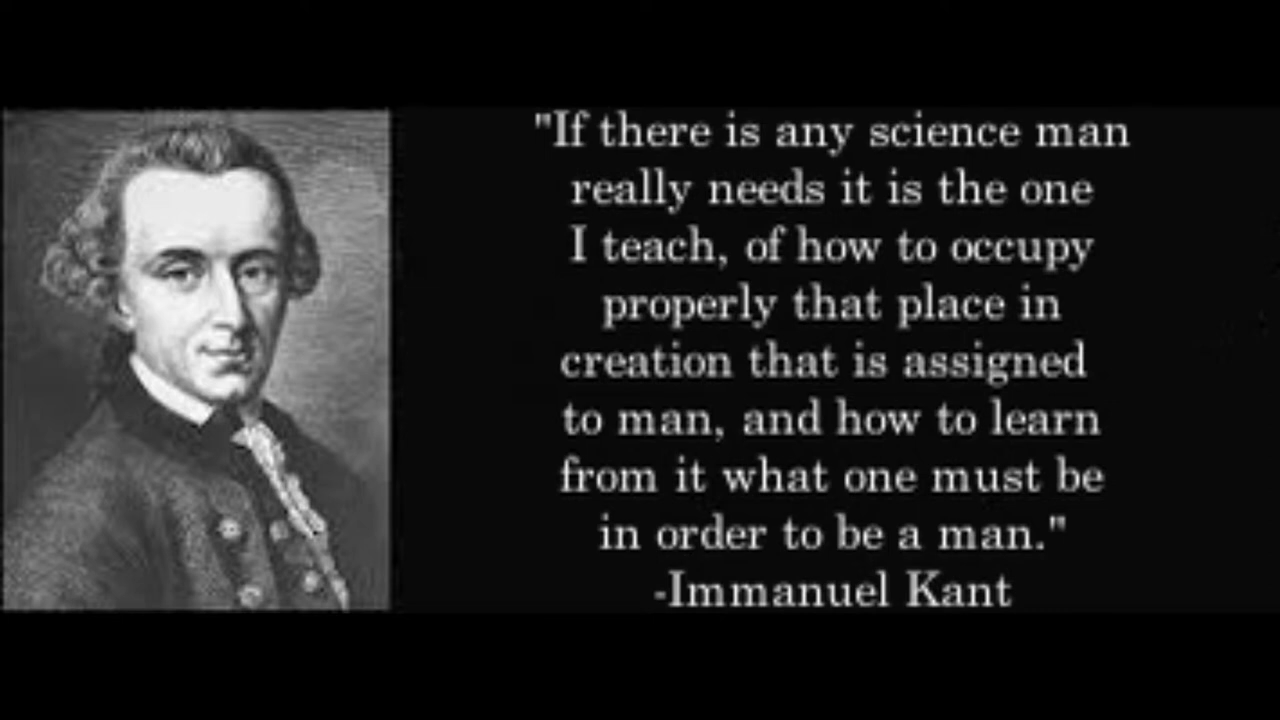 "If there is any science man
really needs it is the one
I teach, of how to occupy
properly that place in
creation that is assigned
to man, and how to learn
from it what one must be
in order to be a man."
-Immanuel Kant